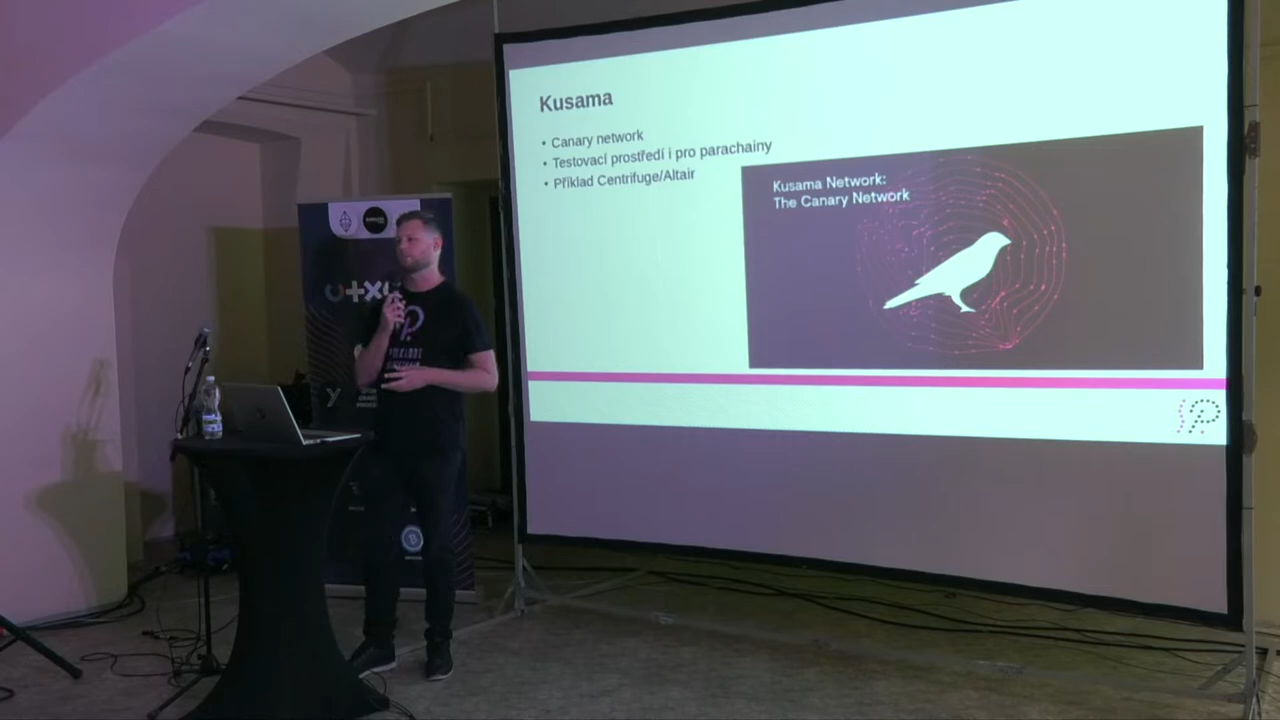 Kusama
• Canary network
• Testovací prostředí i pro parachainy
• Příklad Centrifuge/Altair
Kusama Network:
The Canary Network